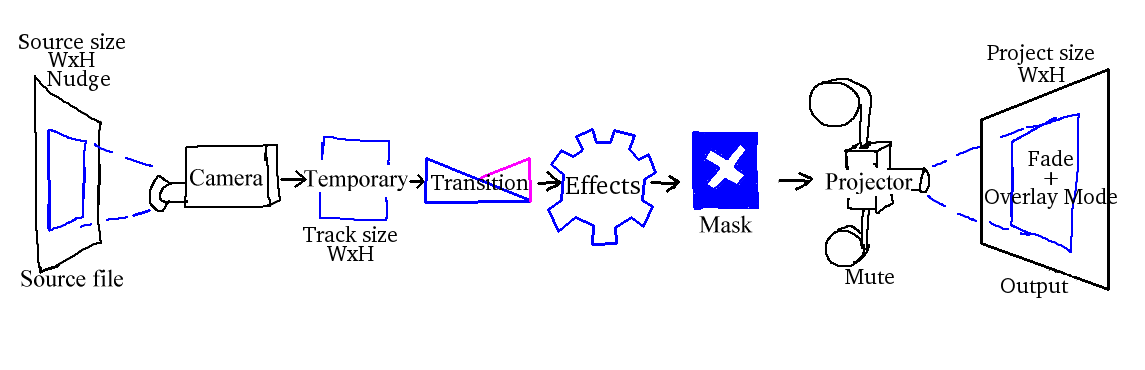 Source size
WxH
Nudge
Source file
Camera
Temporary
Track size
WxH
Transition
Effects
Mask
Projector
Mute
Project size
WxH
Fade
+
Overlay Mode
Output